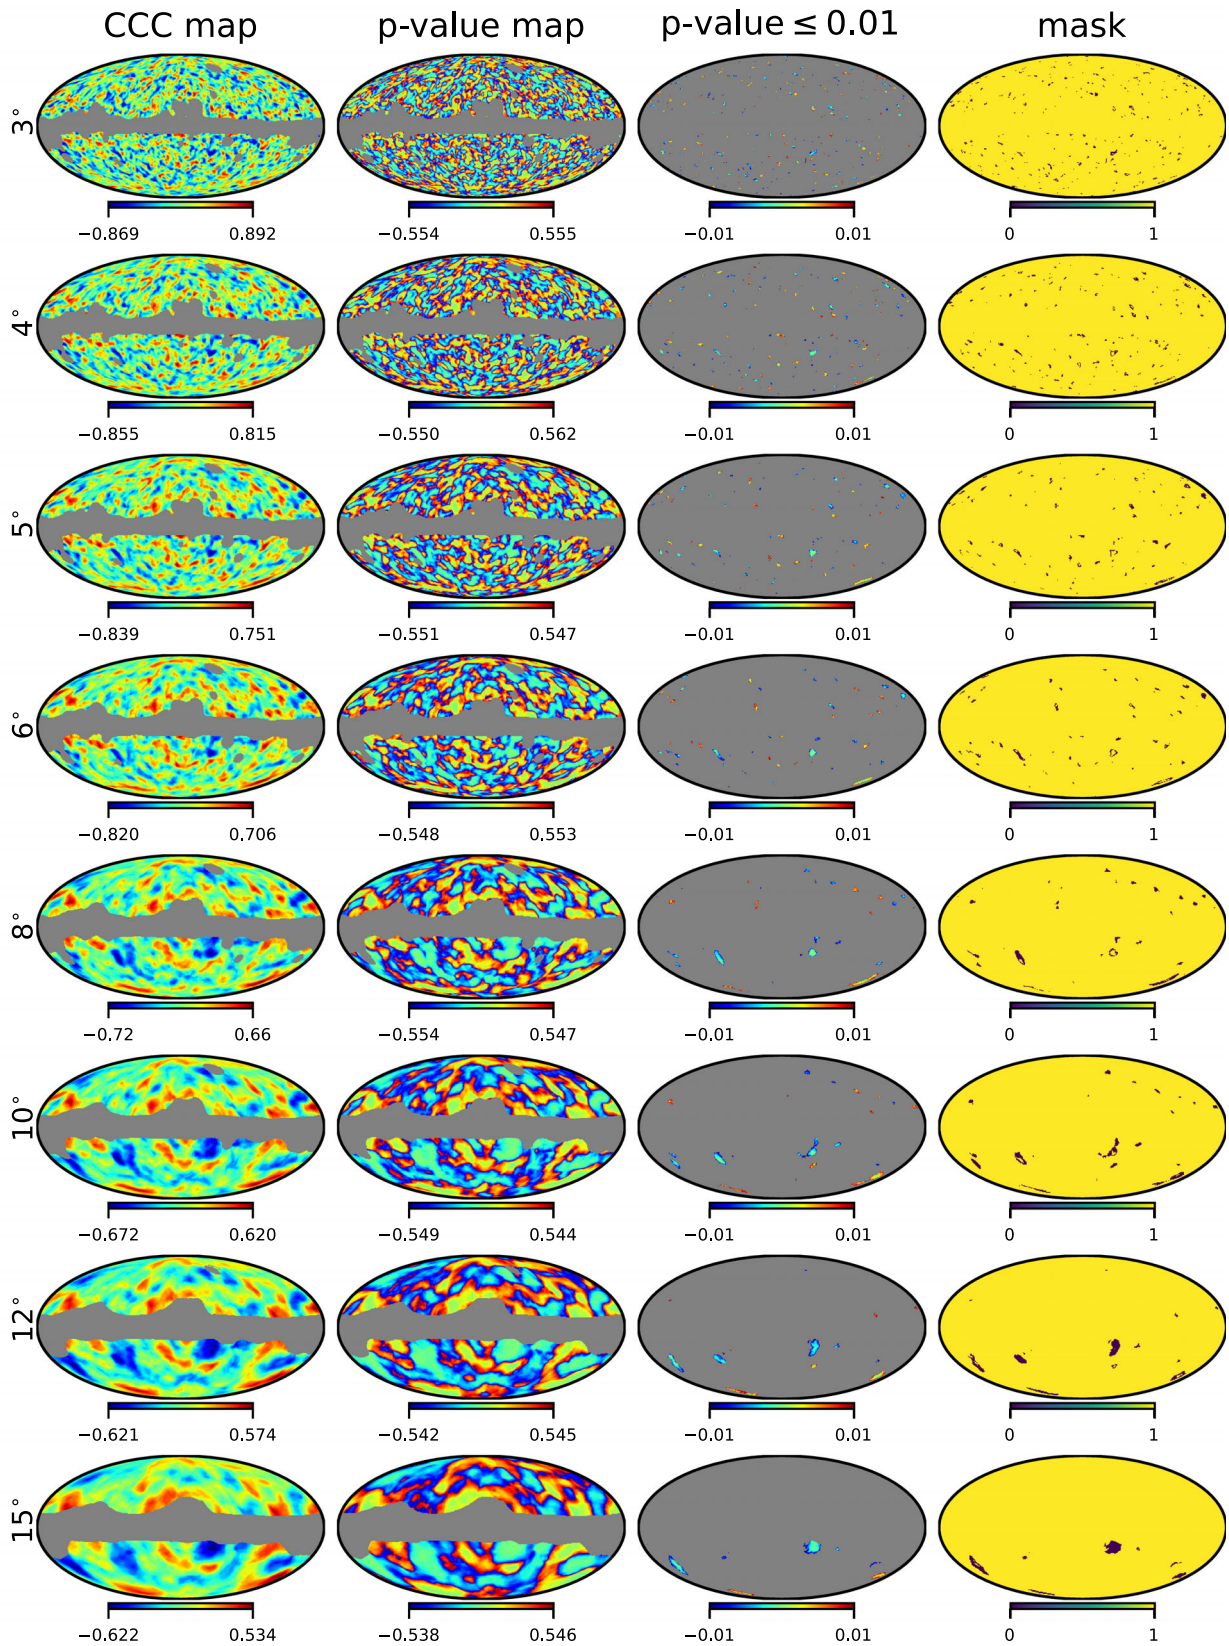 CCC map p-value map p-value ≤ 0.01 mask
3°
−0.869 0.892 −0.554 0.555 −0.01 0.01 0 1
4°
−0.855 0.815 −0.550 0.562 −0.01 0.01 0 1
5°
−0.839 0.751 −0.551 0.547 −0.01 0.01 0 1
6°
−0.820 0.706 −0.548 0.553 −0.01 0.01 0 1
8°
−0.72 0.66 −0.554 0.547 −0.01 0.01 0 1
10°
−0.672 0.620 −0.549 0.544 −0.01 0.01 0 1
12°
−0.621 0.574 −0.542 0.545 −0.01 0.01 0 1
15°
−0.622 0.534 −0.538 0.546 −0.01 0.01 0 1